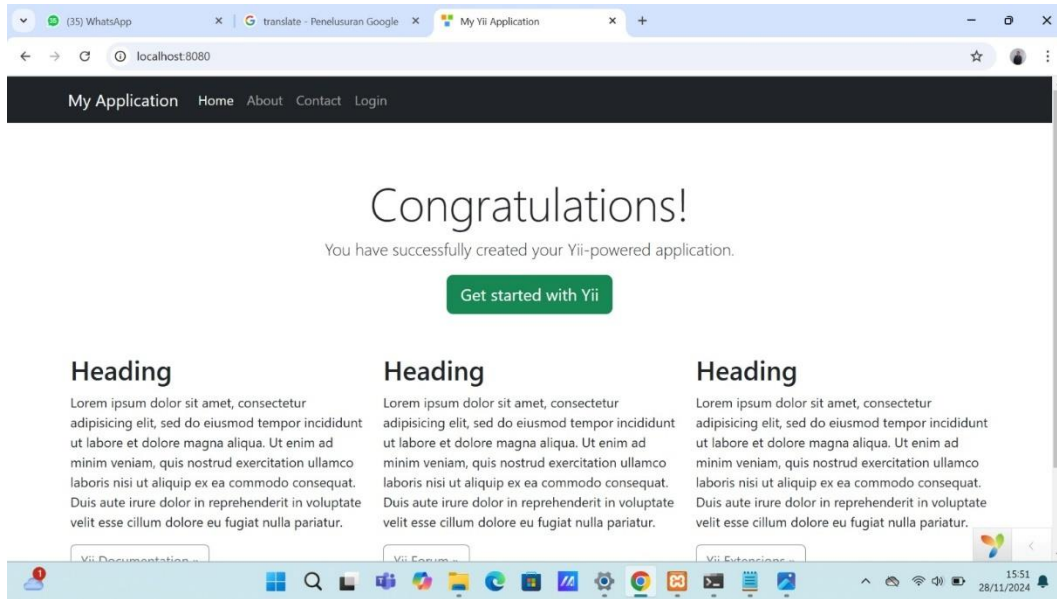 (35) WhatsApp
translate - Penelusuran Google
My Yii Application
localhost:8080
My Application Home About Contact Login
Congratulations!
You have successfully created your Yii-powered application.
Get started with Yii
Heading
Lorem ipsum dolor sit amet, consectetur
adipisicing elit, sed do eiusmod tempor incididunt
ut labore et dolore magna aliqua. Ut enim ad
minim veniam, quis nostrud exercitation ullamco
laboris nisi ut aliquip ex ea commodo consequat.
Duis aute irure dolor in reprehenderit in voluptate
velit esse cillum dolore eu fugiat nulla pariatur.
Yii Documentation »
Heading
Lorem ipsum dolor sit amet, consectetur
adipisicing elit, sed do eiusmod tempor incididunt
ut labore et dolore magna aliqua. Ut enim ad
minim veniam, quis nostrud exercitation ullamco
laboris nisi ut aliquip ex ea commodo consequat.
Duis aute irure dolor in reprehenderit in voluptate
velit esse cillum dolore eu fugiat nulla pariatur.
Yii Forum »
Heading
Lorem ipsum dolor sit amet, consectetur
adipisicing elit, sed do eiusmod tempor incididunt
ut labore et dolore magna aliqua. Ut enim ad
minim veniam, quis nostrud exercitation ullamco
laboris nisi ut aliquip ex ea commodo consequat.
Duis aute irure dolor in reprehenderit in voluptate
velit esse cillum dolore eu fugiat nulla pariatur.
Yii Extensions »
1
15:51
28/11/2024